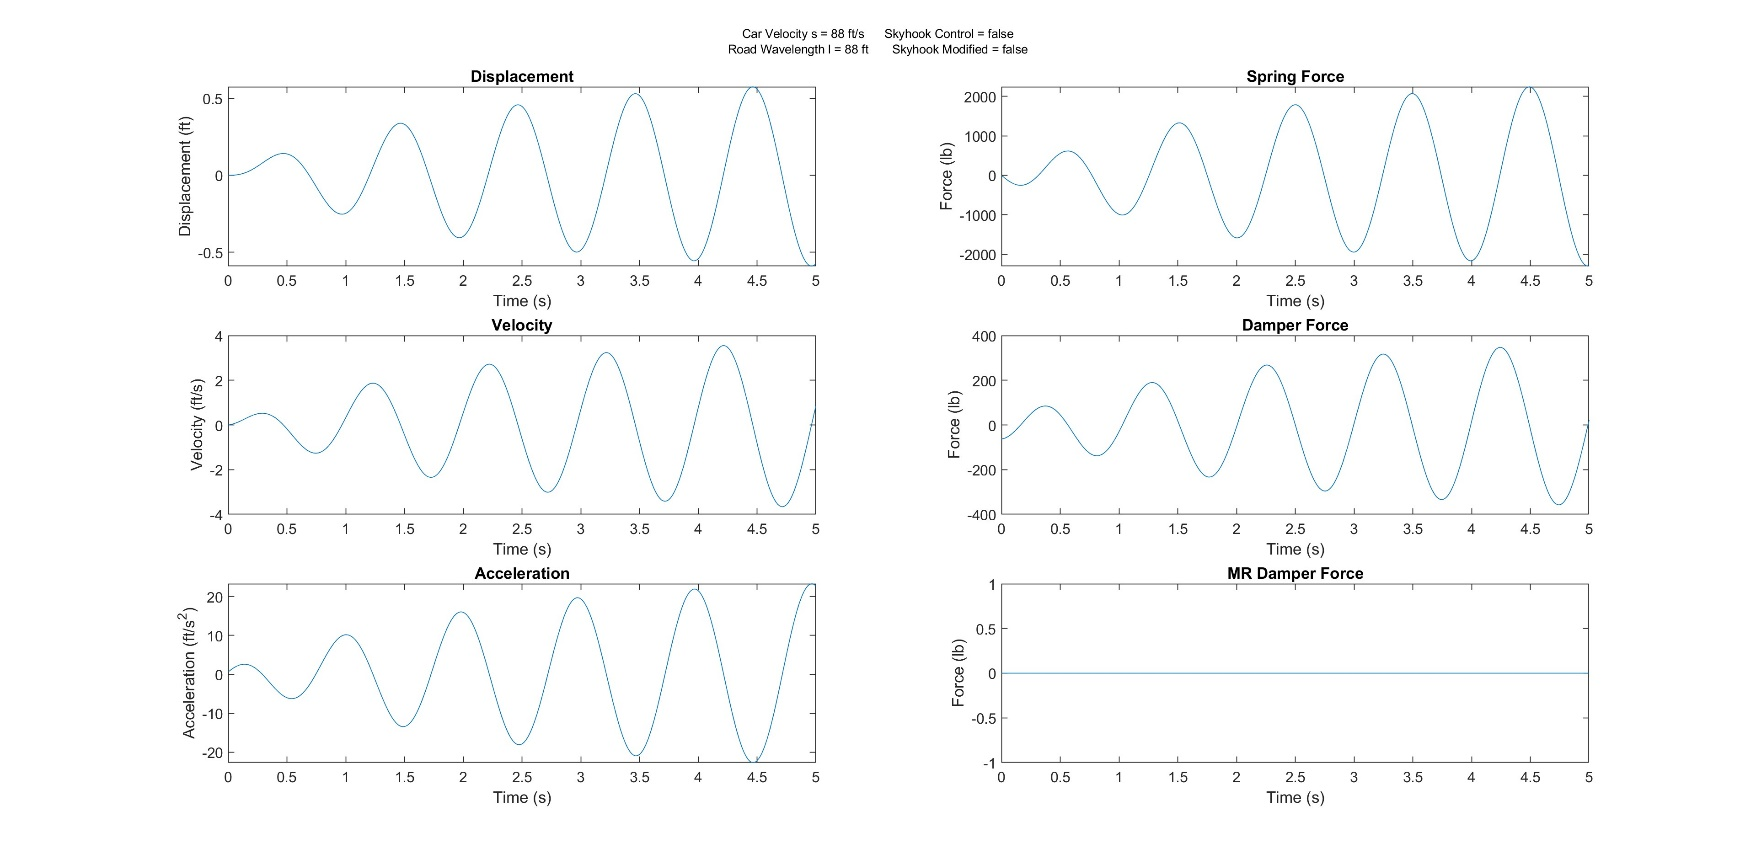 Car Velocity s = 88 ft/s Skyhook Control = false
Road Wavelength l = 88 ft Skyhook Modified = false
Displacement
Displacement (ft)
0.5
0
-0.5
0 0.5 1 1.5 2 2.5 3 3.5 4 4.5 5
Time (s)
Spring Force
Force (lb)
2000
1000
0
-1000
-2000
0 0.5 1 1.5 2 2.5 3 3.5 4 4.5 5
Time (s)
Velocity
Velocity (ft/s)
4
2
0
-2
-4
0 0.5 1 1.5 2 2.5 3 3.5 4 4.5 5
Time (s)
Damper Force
Force (lb)
400
200
0
-200
-400
0 0.5 1 1.5 2 2.5 3 3.5 4 4.5 5
Time (s)
Acceleration
Acceleration (ft/s²)
20
10
0
-10
-20
0 0.5 1 1.5 2 2.5 3 3.5 4 4.5 5
Time (s)
MR Damper Force
Force (lb)
1
0.5
0
-0.5
-1
0 0.5 1 1.5 2 2.5 3 3.5 4 4.5 5
Time (s)